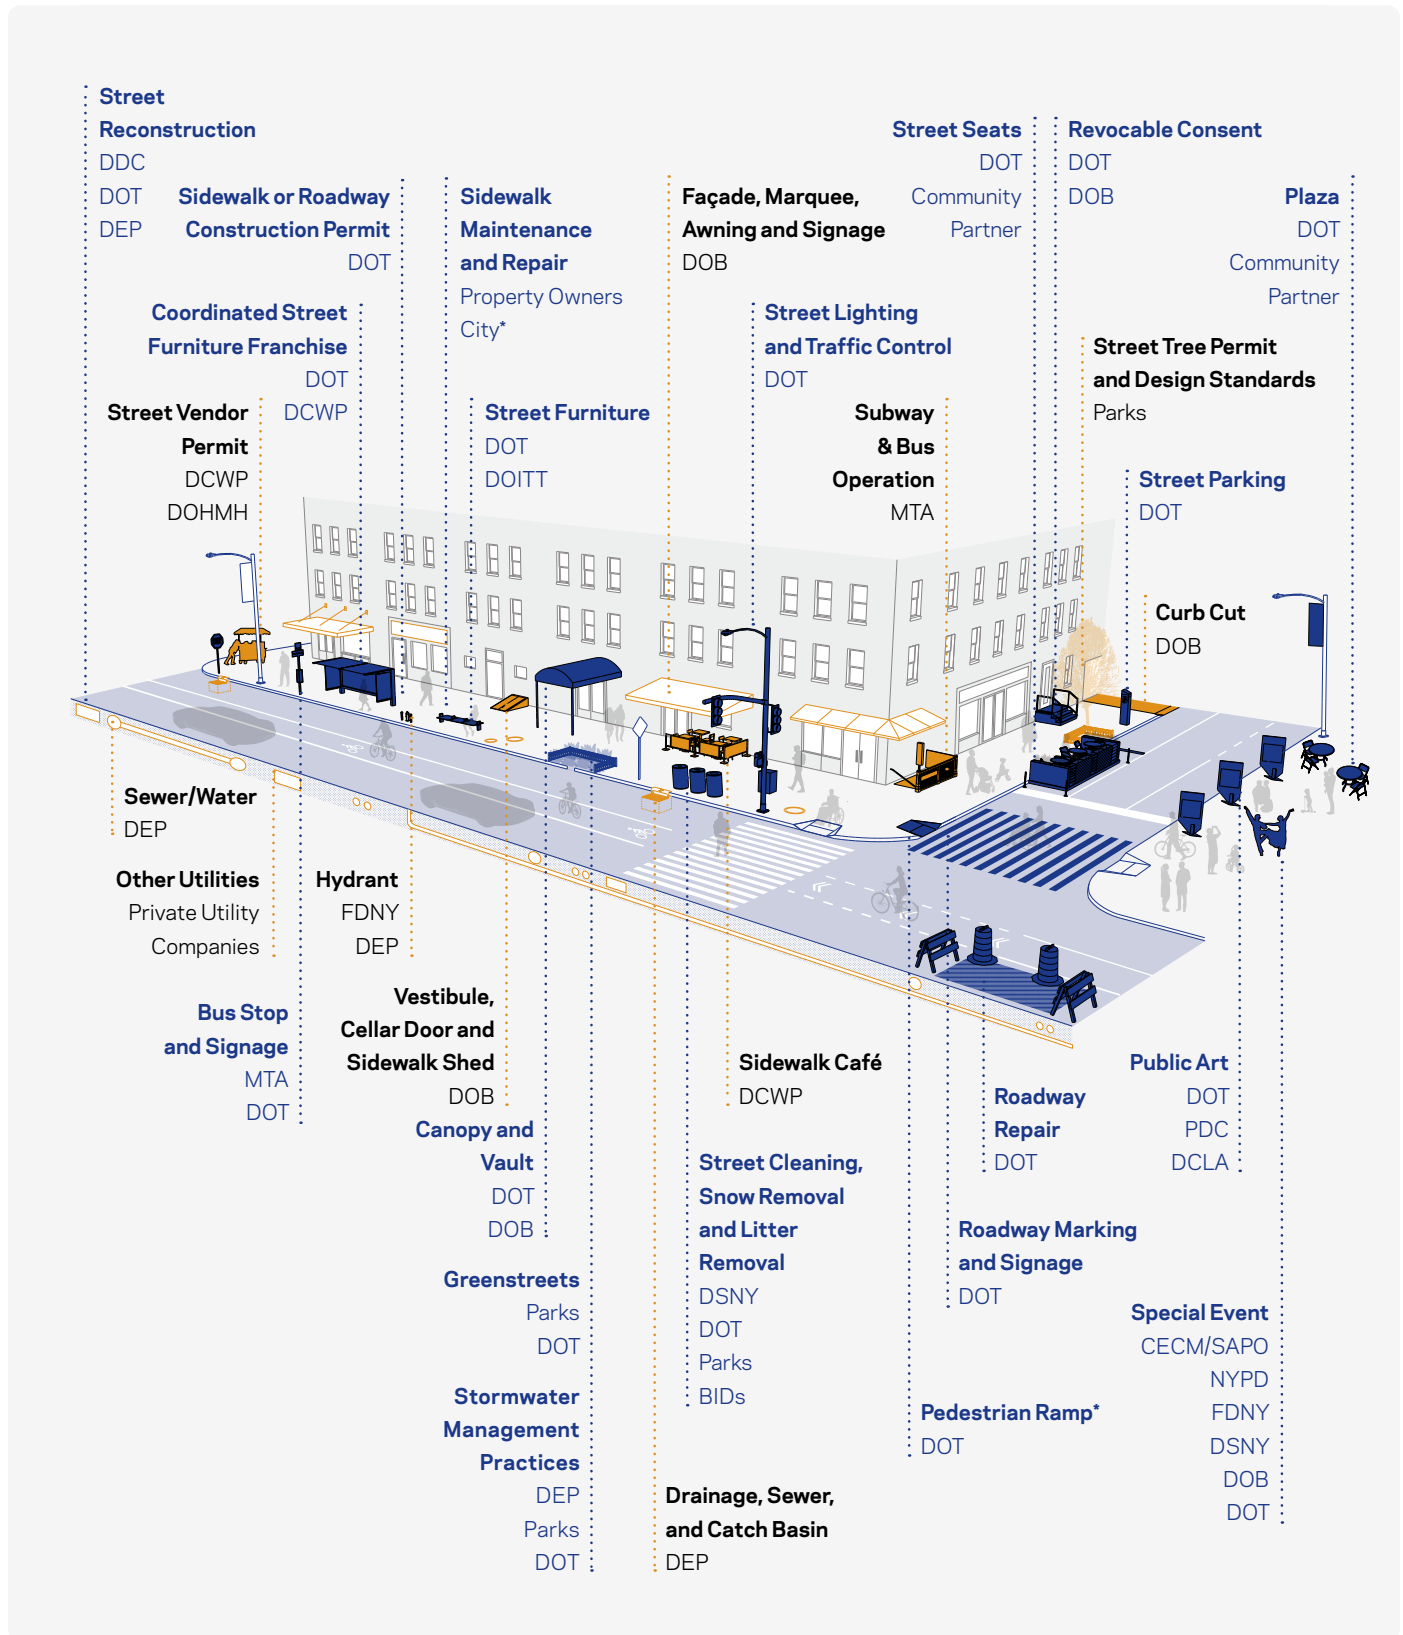 Street
Reconstruction
DDC
DOT
DEP
Sidewalk or Roadway
Construction Permit
DOT
Sidewalk
Maintenance
and Repair
Property Owners
City*
Façade, Marquee,
Awning and Signage
DOB
Street Seats
DOT
Community
Partner
Revocable Consent
DOT
DOB
Plaza
DOT
Community
Partner
Coordinated Street
Furniture Franchise
DOT
DCWP
Street Lighting
and Traffic Control
DOT
Street Tree Permit
and Design Standards
Parks
Street Vendor
Permit
DCWP
DOHMH
Street Furniture
DOT
DOITT
Subway
& Bus
Operation
MTA
Street Parking
DOT
Curb Cut
DOB
Sewer/Water
DEP
Other Utilities
Private Utility
Companies
Hydrant
FDNY
DEP
Bus Stop
and Signage
MTA
DOT
Vestibule,
Cellar Door and
Sidewalk Shed
DOB
Sidewalk Café
DCWP
Roadway
Repair
DOT
Public Art
DOT
PDC
DCLA
Canopy and
Vault
DOT
DOB
Street Cleaning,
Snow Removal
and Litter
Removal
DSNY
DOT
Parks
BIDs
Roadway Marking
and Signage
DOT
Greenstreets
Parks
DOT
Special Event
CECM/SAPO
NYPD
FDNY
DSNY
DOB
DOT
Stormwater
Management
Practices
DEP
Parks
DOT
Pedestrian Ramp*
DOT
Drainage, Sewer,
and Catch Basin
DEP